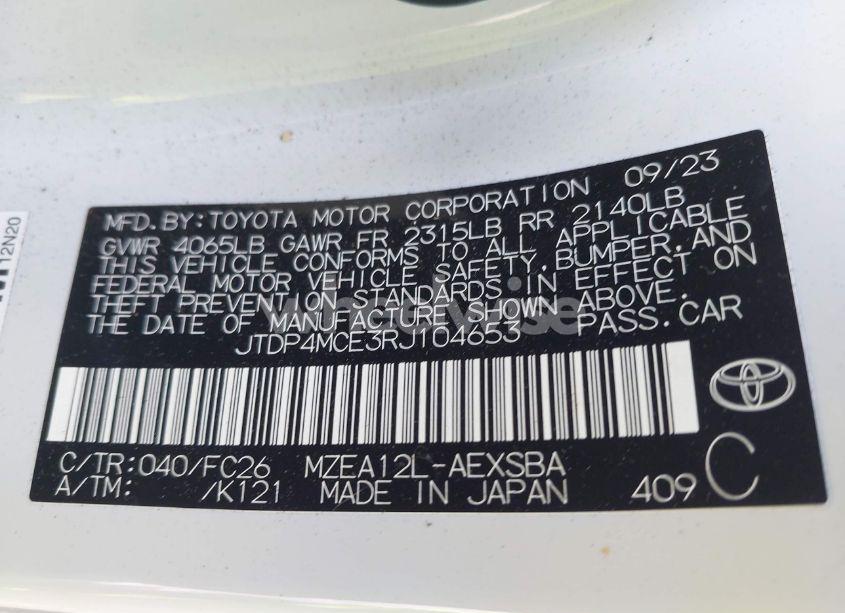 MFD.BY:TOYOTA MOTOR CORPORATION 09/23
GVWR 4065LB GAWR FR 2315LB RR 2140LB
THIS VEHICLE CONFORMS TO ALL APPLICABLE
FEDERAL MOTOR VEHICLE SAFETY,BUMPER,AND
THEFT PREVENTION STANDARDS IN EFFECT ON
THE DATE OF MANUFACTURE SHOWN ABOVE.
JTDP4MCE3RJ104653 PASS.CAR
C/TR:040/FC26 MZEA12L-AEXSBA
A/TM: /K121 MADE IN JAPAN 409 C
12N20
wheelwise